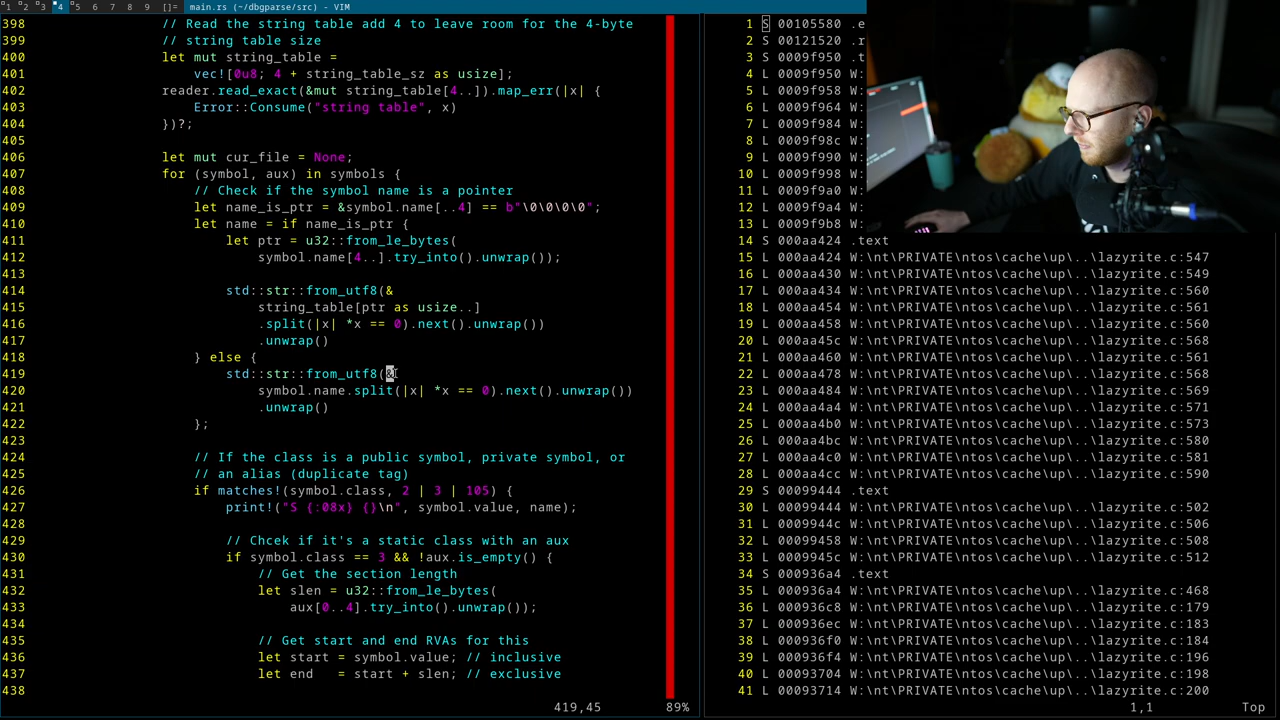 1 2 3 4 5 6 7 8 9 []= main.rs (~/dbgparse/src) - VIM
398 // Read the string table add 4 to leave room for the 4-byte
399 // string table size
400 let mut string_table =
401 vec![0u8; 4 + string_table_sz as usize];
402 reader.read_exact(&mut string_table[4..]).map_err(|x| {
403 Error::Consume("string table", x)
404 })?;
405
406 let mut cur_file = None;
407 for (symbol, aux) in symbols {
408 // Check if the symbol name is a pointer
409 let name_is_ptr = &symbol.name[..4] == b"\0\0\0\0";
410 let name = if name_is_ptr {
411 let ptr = u32::from_le_bytes(
412 symbol.name[4..].try_into().unwrap());
413
414 std::str::from_utf8(&
415 string_table[ptr as usize..]
416 .split(|x| *x == 0).next().unwrap())
417 .unwrap()
418 } else {
419 std::str::from_utf8(&
420 symbol.name.split(|x| *x == 0).next().unwrap())
421 .unwrap()
422 };
423
424 // If the class is a public symbol, private symbol, or
425 // an alias (duplicate tag)
426 if matches!(symbol.class, 2 | 3 | 105) {
427 print!("S {:08x} {}\n", symbol.value, name);
428
429 // Chcek if it's a static class with an aux
430 if symbol.class == 3 && !aux.is_empty() {
431 // Get the section length
432 let slen = u32::from_le_bytes(
433 aux[0..4].try_into().unwrap());
434
435 // Get start and end RVAs for this
436 let start = symbol.value; // inclusive
437 let end = start + slen; // exclusive
438
419,45 89%
1 S 00105580 .e
2 S 00121520 .r
3 S 0009f950 .t
4 L 0009f950 W:
5 L 0009f958 W:
6 L 0009f964 W:
7 L 0009f984 W:
8 L 0009f98c W:
9 L 0009f990 W:
10 L 0009f998 W:
11 L 0009f9a0 W:
12 L 0009f9a4 W:
13 L 0009f9b8 W:
14 S 000aa424 .text
15 L 000aa424 W:\nt\PRIVATE\ntos\cache\up\..\lazyrite.c:547
16 L 000aa430 W:\nt\PRIVATE\ntos\cache\up\..\lazyrite.c:549
17 L 000aa434 W:\nt\PRIVATE\ntos\cache\up\..\lazyrite.c:560
18 L 000aa454 W:\nt\PRIVATE\ntos\cache\up\..\lazyrite.c:561
19 L 000aa458 W:\nt\PRIVATE\ntos\cache\up\..\lazyrite.c:560
20 L 000aa45c W:\nt\PRIVATE\ntos\cache\up\..\lazyrite.c:568
21 L 000aa460 W:\nt\PRIVATE\ntos\cache\up\..\lazyrite.c:561
22 L 000aa478 W:\nt\PRIVATE\ntos\cache\up\..\lazyrite.c:568
23 L 000aa484 W:\nt\PRIVATE\ntos\cache\up\..\lazyrite.c:569
24 L 000aa4a4 W:\nt\PRIVATE\ntos\cache\up\..\lazyrite.c:571
25 L 000aa4b0 W:\nt\PRIVATE\ntos\cache\up\..\lazyrite.c:573
26 L 000aa4bc W:\nt\PRIVATE\ntos\cache\up\..\lazyrite.c:580
27 L 000aa4c0 W:\nt\PRIVATE\ntos\cache\up\..\lazyrite.c:581
28 L 000aa4cc W:\nt\PRIVATE\ntos\cache\up\..\lazyrite.c:590
29 S 00099444 .text
30 L 00099444 W:\nt\PRIVATE\ntos\cache\up\..\lazyrite.c:502
31 L 0009944c W:\nt\PRIVATE\ntos\cache\up\..\lazyrite.c:506
32 L 00099458 W:\nt\PRIVATE\ntos\cache\up\..\lazyrite.c:508
33 L 0009945c W:\nt\PRIVATE\ntos\cache\up\..\lazyrite.c:512
34 S 000936a4 .text
35 L 000936a4 W:\nt\PRIVATE\ntos\cache\up\..\lazyrite.c:468
36 L 000936c8 W:\nt\PRIVATE\ntos\cache\up\..\lazyrite.c:179
37 L 000936ec W:\nt\PRIVATE\ntos\cache\up\..\lazyrite.c:183
38 L 000936f0 W:\nt\PRIVATE\ntos\cache\up\..\lazyrite.c:184
39 L 000936f4 W:\nt\PRIVATE\ntos\cache\up\..\lazyrite.c:196
40 L 00093704 W:\nt\PRIVATE\ntos\cache\up\..\lazyrite.c:198
41 L 00093714 W:\nt\PRIVATE\ntos\cache\up\..\lazyrite.c:200
1,1 Top